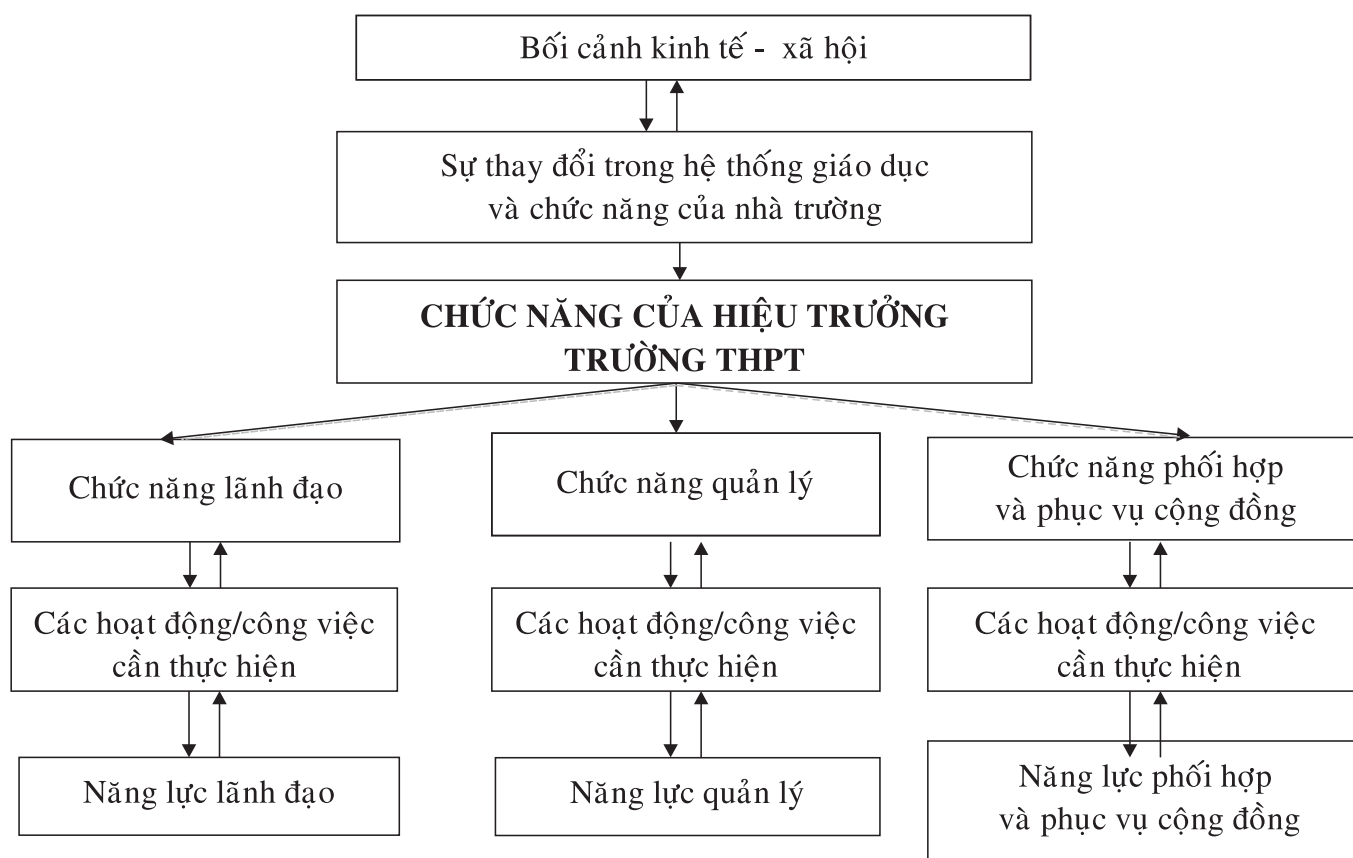 Bối cảnh kinh tế - xã hội
Sự thay đổi trong hệ thống giáo dục
và chức năng của nhà trường
CHỨC NĂNG CỦA HIỆU TRƯỞNG
TRƯỜNG THPT
Chức năng lãnh đạo
Chức năng quản lý
Chức năng phối hợp
và phục vụ cộng đồng
Các hoạt động/công việc
cần thực hiện
Các hoạt động/công việc
cần thực hiện
Các hoạt động/công việc
cần thực hiện
Năng lực lãnh đạo
Năng lực quản lý
Năng lực phối hợp
và phục vụ cộng đồng